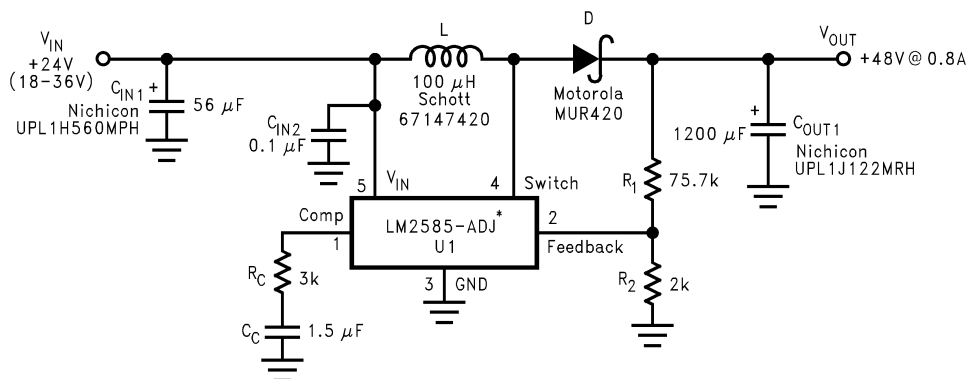 V_IN
+24V
(18-36V)
C_IN1 +
Nichicon
UPL1H560MPH
56 μF
C_IN2
0.1 μF
L
100 μH
Schott
67147420
D
Motorola
MUR420
V_OUT
+48V@0.8A
+
1200 μF
C_OUT1
Nichicon
UPL1J122MRH
R_1
75.7k
5
V_IN
4
Switch
Comp
1
LM2585-ADJ*
U1
2
Feedback
3
GND
R_C
3k
C_C
1.5 μF
R_2
2k